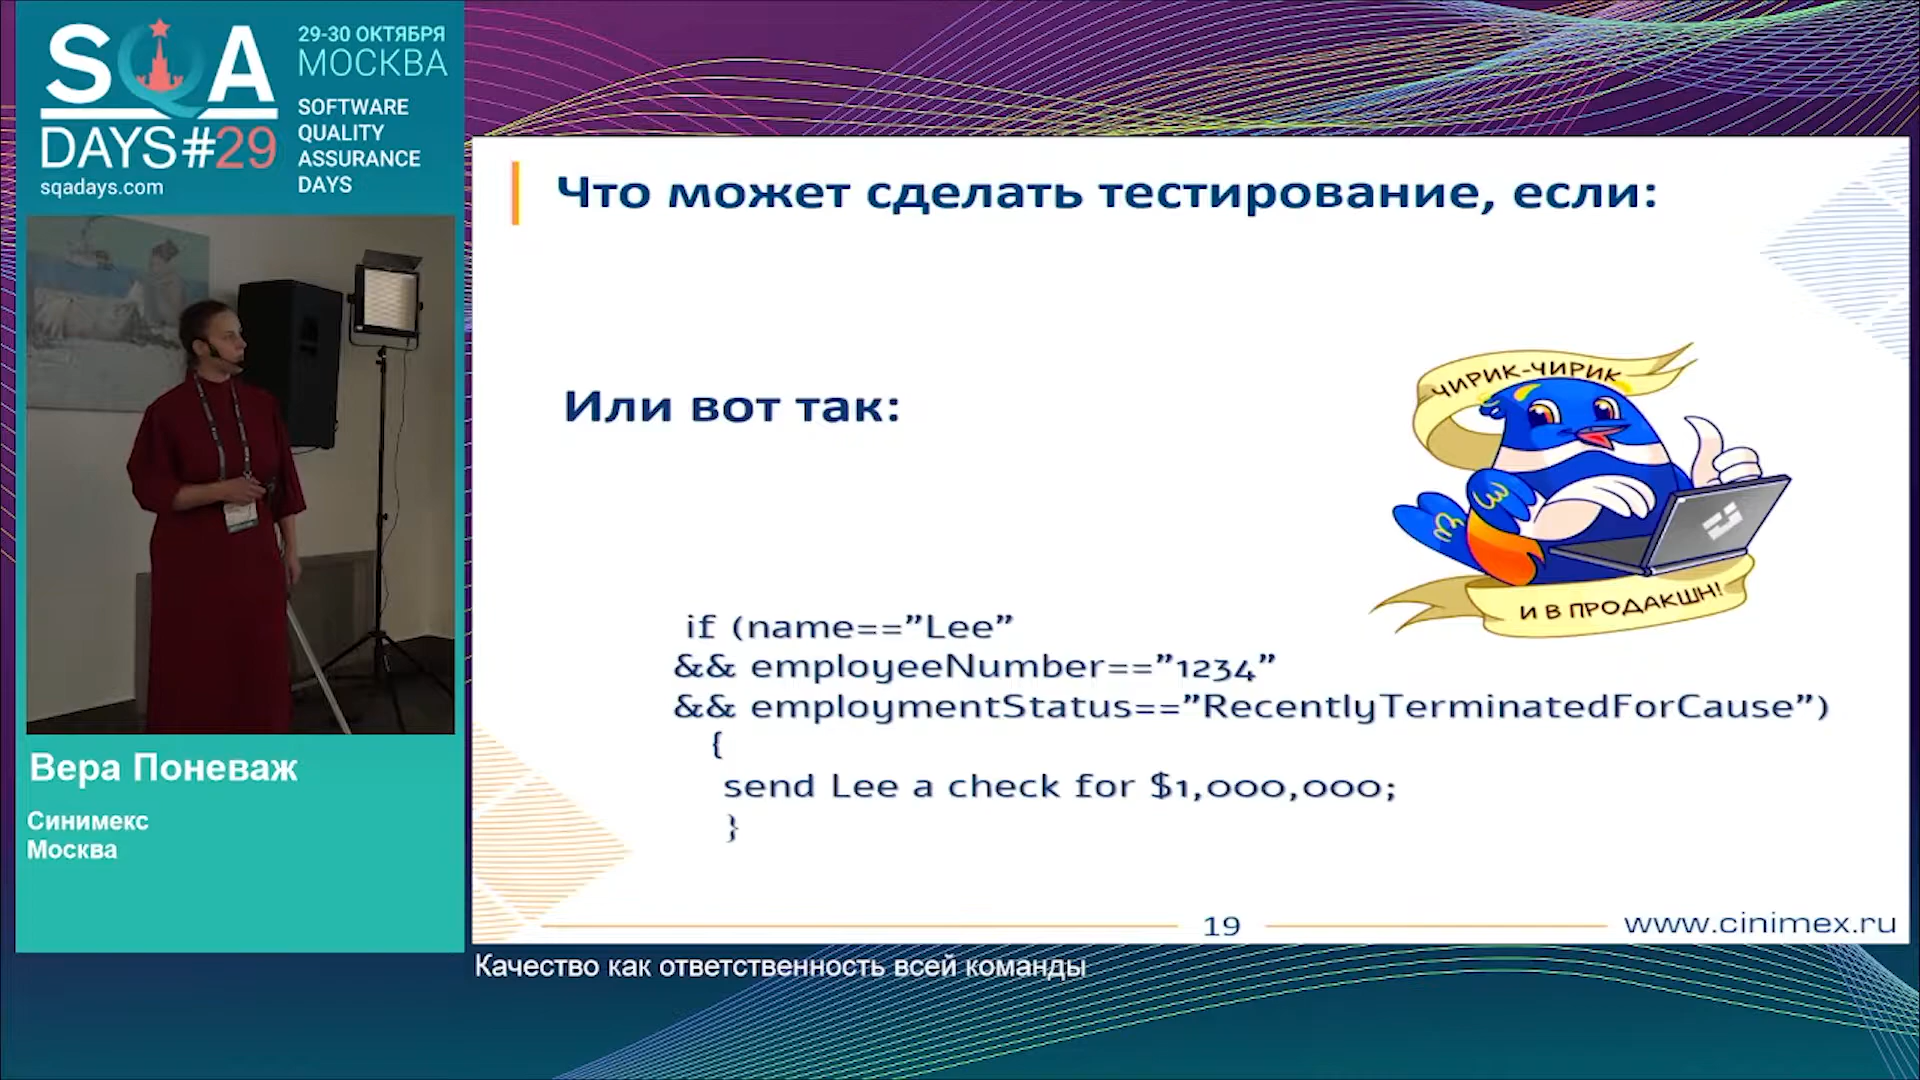 SQA
DAYS#29
sqadays.com
29-30 ОКТЯБРЯ
МОСКВА
SOFTWARE
QUALITY
ASSURANCE
DAYS
Что может сделать тестирование, если:
Или вот так:
ЧИРИК-ЧИРИК
И В ПРОДАКШН!
if (name==”Lee”
&& employeeNumber==”1234”
&& employmentStatus==”RecentlyTerminatedForCause”)
{
send Lee a check for $1,000,000;
}
19
www.cinimex.ru
Вера Поневаж
Синимекс
Москва
Качество как ответственность всей команды